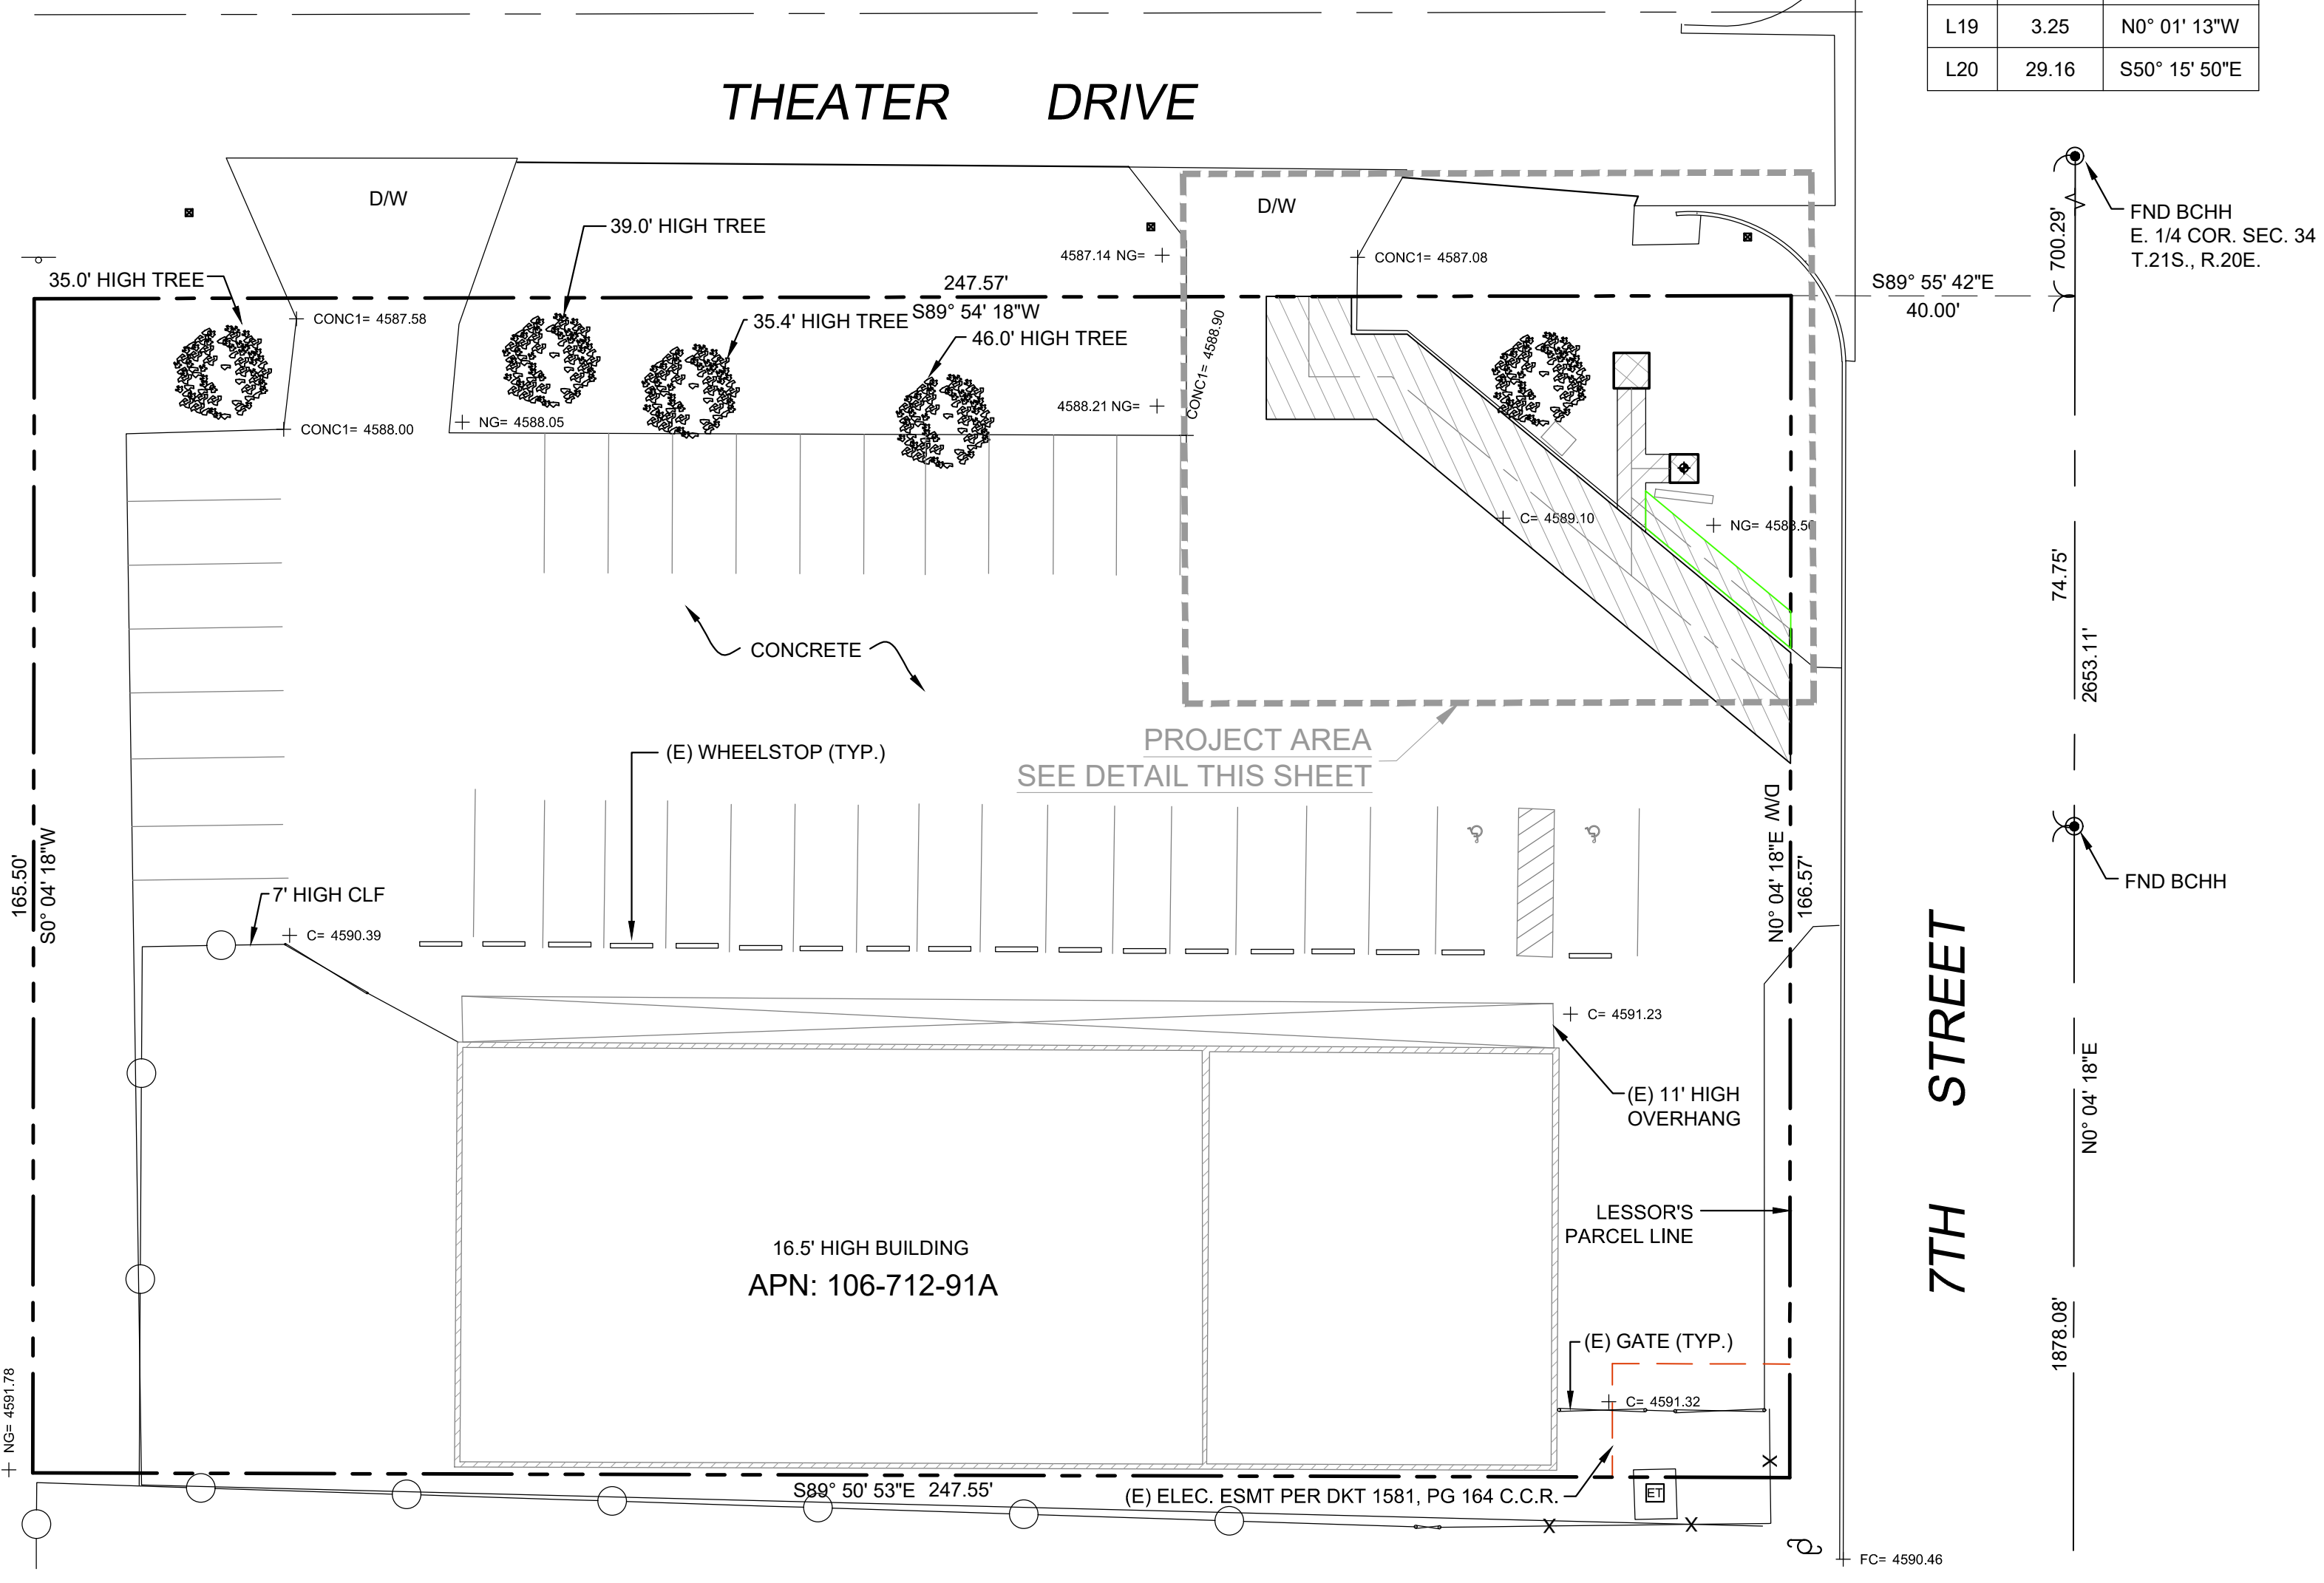 L19 3.25 N0° 01' 13"W
L20 29.16 S50° 15' 50"E
THEATER DRIVE
D/W
D/W
39.0' HIGH TREE
35.0' HIGH TREE
4587.14 NG=
CONC1= 4587.08
247.57'
S89° 54' 18"W
CONC1= 4587.58
35.4' HIGH TREE
46.0' HIGH TREE
CONC1= 4588.90
4588.21 NG=
NG= 4588.05
CONC1= 4588.00
S89° 55' 42"E
40.00'
700.29'
FND BCHH
E. 1/4 COR. SEC. 34
T.21S., R.20E.
C= 4589.10
NG= 4588.50
74.75'
2653.11'
CONCRETE
PROJECT AREA
SEE DETAIL THIS SHEET
(E) WHEELSTOP (TYP.)
D/W
N0° 04' 18"E
166.57'
FND BCHH
165.50'
S0° 04' 18"W
7' HIGH CLF
C= 4590.39
C= 4591.23
(E) 11' HIGH
OVERHANG
7TH STREET
N0° 04' 18"E
1878.08'
LESSOR'S
PARCEL LINE
16.5' HIGH BUILDING
APN: 106-712-91A
(E) GATE (TYP.)
C= 4591.32
NG= 4591.78
X
S89° 50' 53"E 247.55'
(E) ELEC. ESMT PER DKT 1581, PG 164 C.C.R.
ET
X
X
FC= 4590.46